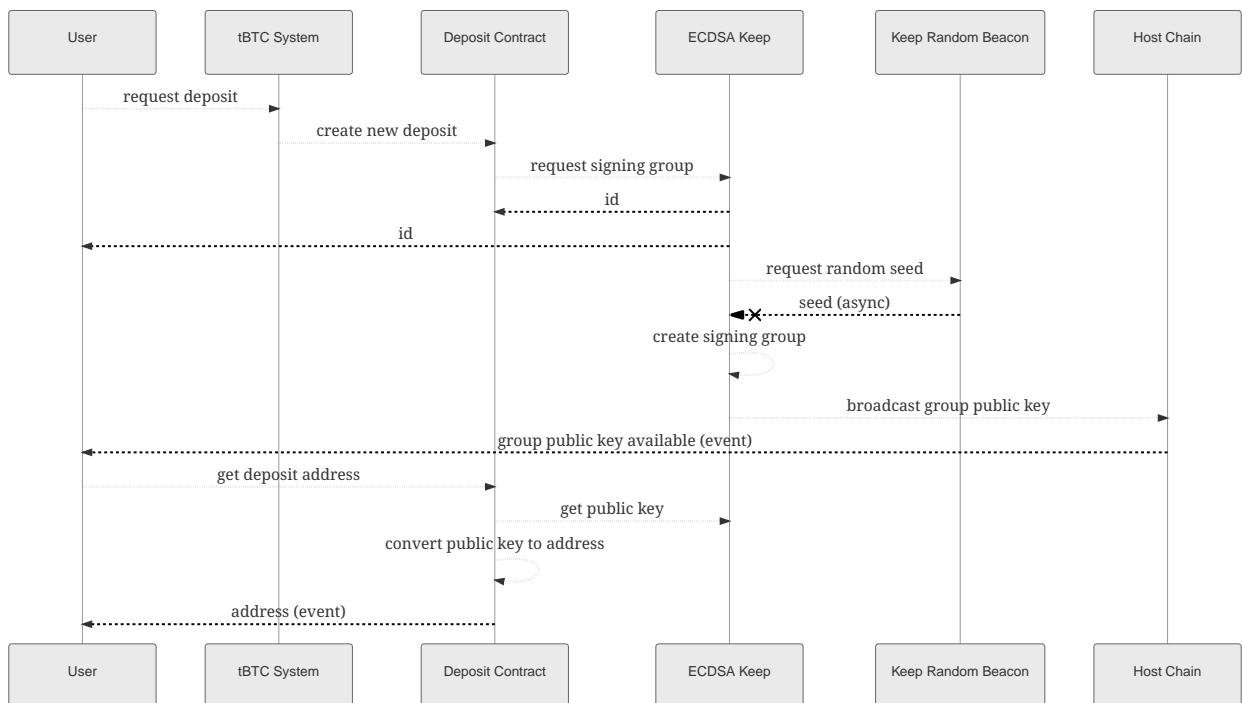 User
tBTC System
Deposit Contract
ECDSA Keep
Keep Random Beacon
Host Chain
request deposit
create new deposit
request signing group
id
id
request random seed
seed (async)
create signing group
broadcast group public key
group public key available (event)
get deposit address
get public key
convert public key to address
address (event)
User
tBTC System
Deposit Contract
ECDSA Keep
Keep Random Beacon
Host Chain